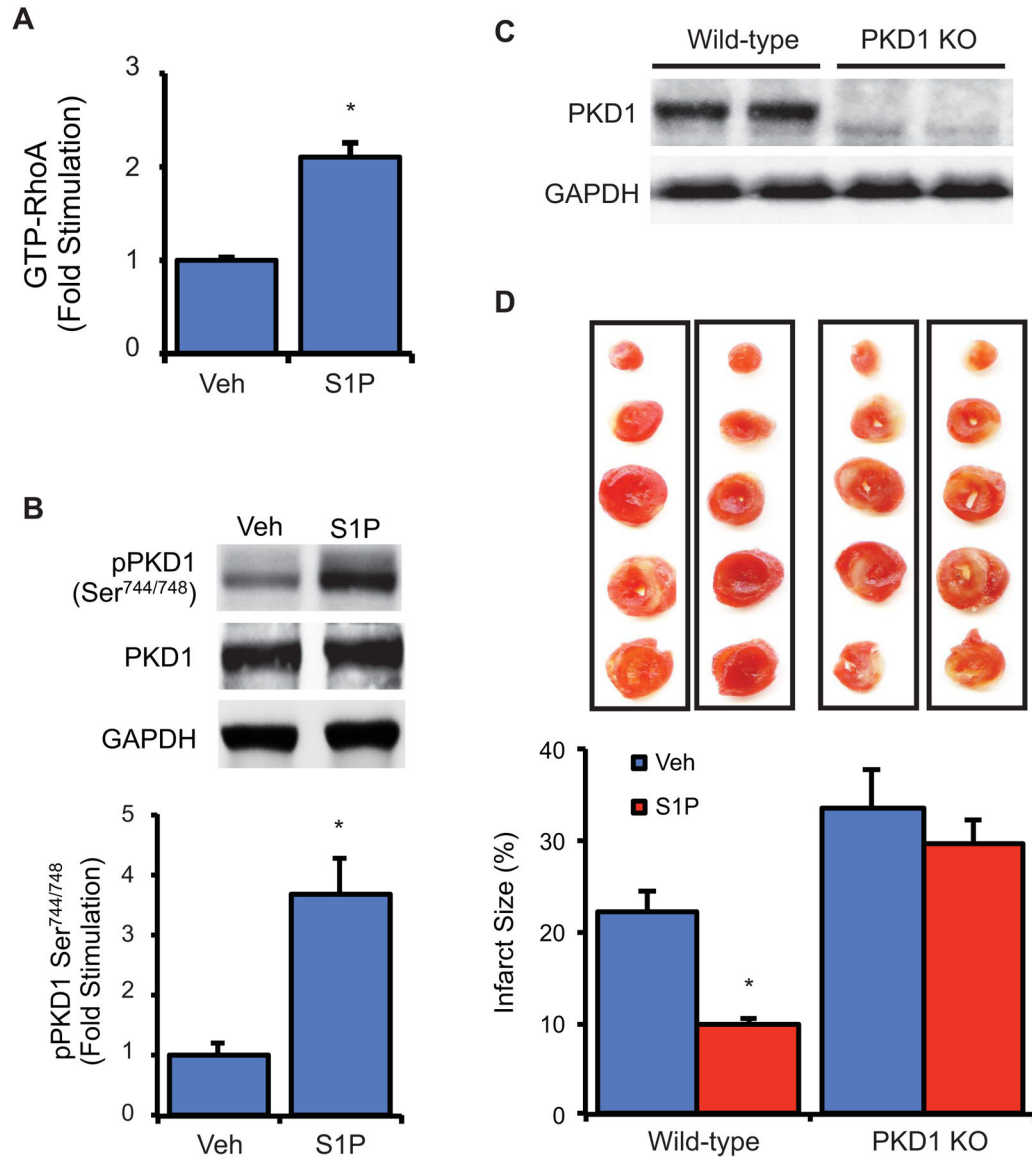 A
GTP-RhoA
(Fold Stimulation)
3
2
1
0
*
Veh
S1P
B
Veh
S1P
pPKD1
(Ser744/748)
PKD1
GAPDH
pPKD1 Ser744/748
(Fold Stimulation)
5
4
3
2
1
0
*
Veh
S1P
C
Wild-type
PKD1 KO
PKD1
GAPDH
D
Infarct Size (%)
40
30
20
10
0
Veh
S1P
*
Wild-type
PKD1 KO